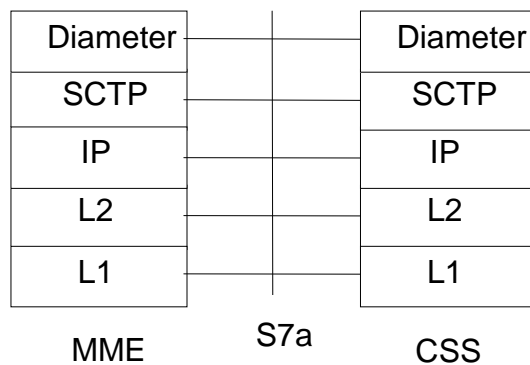 Diameter Diameter
SCTP SCTP
IP IP
L2 L2
L1 L1
MME S7a CSS